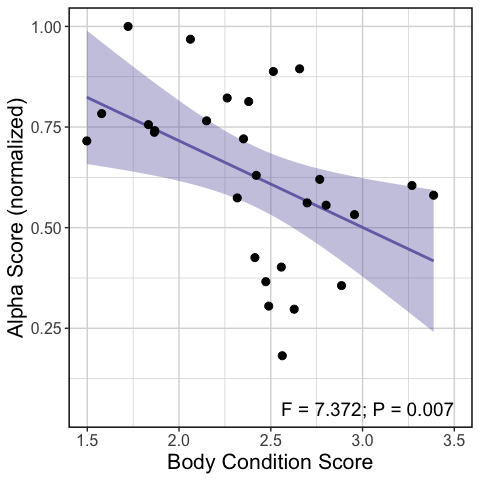 Alpha Score (normalized)
1.00
0.75
0.50
0.25
F = 7.372; P = 0.007
1.5 2.0 2.5 3.0 3.5
Body Condition Score